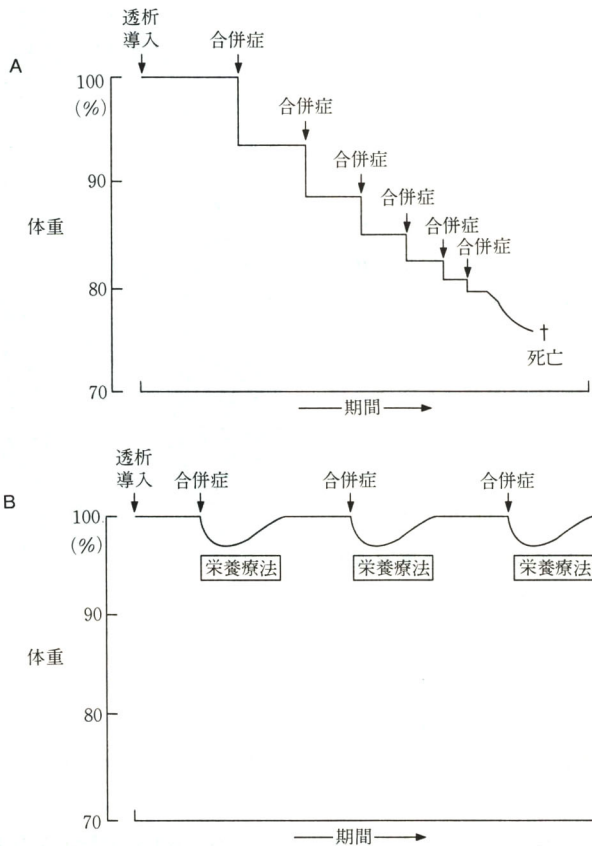 透析
導入
合併症
A
100
(%)
合併症
合併症
90
合併症
体重
合併症
合併症
80
†
死亡
70
期間
透析
導入
合併症
合併症
合併症
B
100
(%)
栄養療法
栄養療法
栄養療法
90
体重
80
70
期間